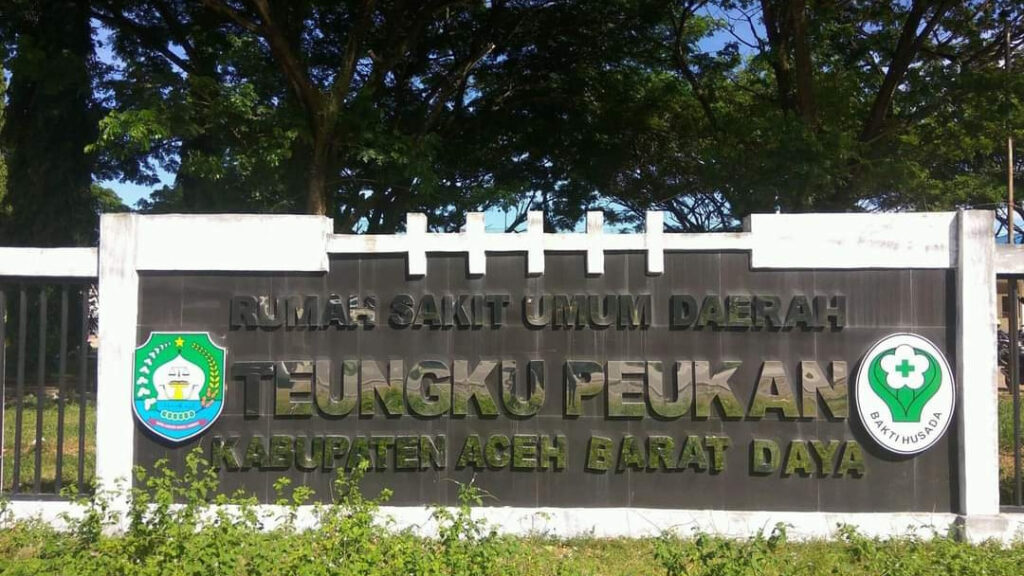 RUMAH SAKIT UMUM DAERAH
TEUNGKU PEUKAN
KABUPATEN ACEH BARAT DAYA
BAKTI HUSADA